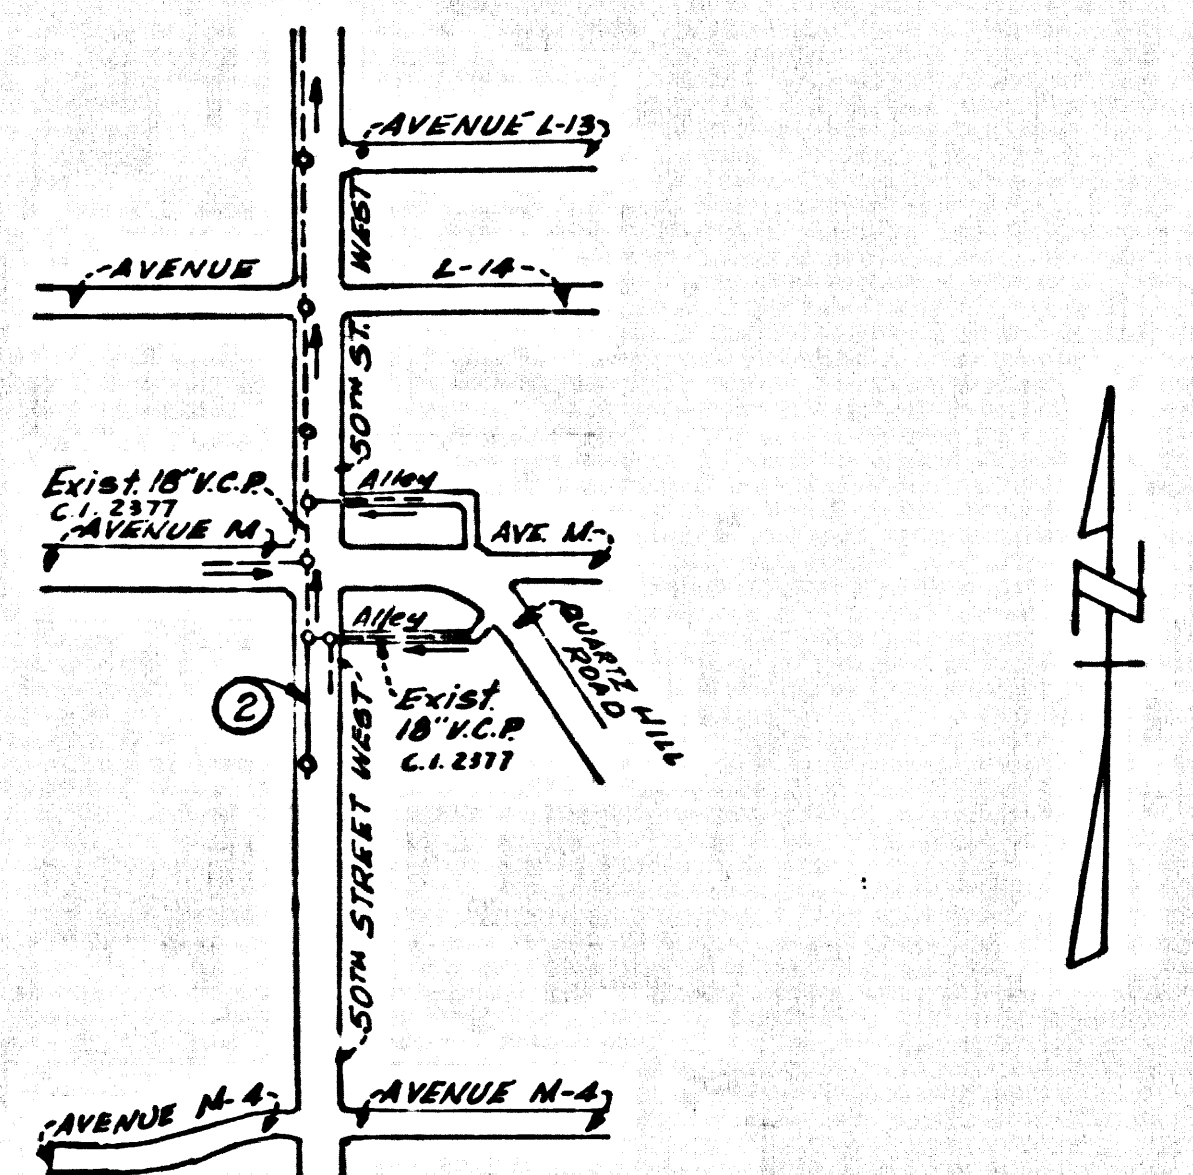 AVENUE L-13
WEST
AVENUE
L-14
50TH ST.
Exist. 18" V.C.P.
C.I. 2377
Alley
AVENUE M
AVE. M.
Alley
QUARTZ HILL
ROAD
2
Exist.
18" V.C.P.
C.I. 2377
N
50TH STREET WEST
AVENUE M-4
AVENUE M-4